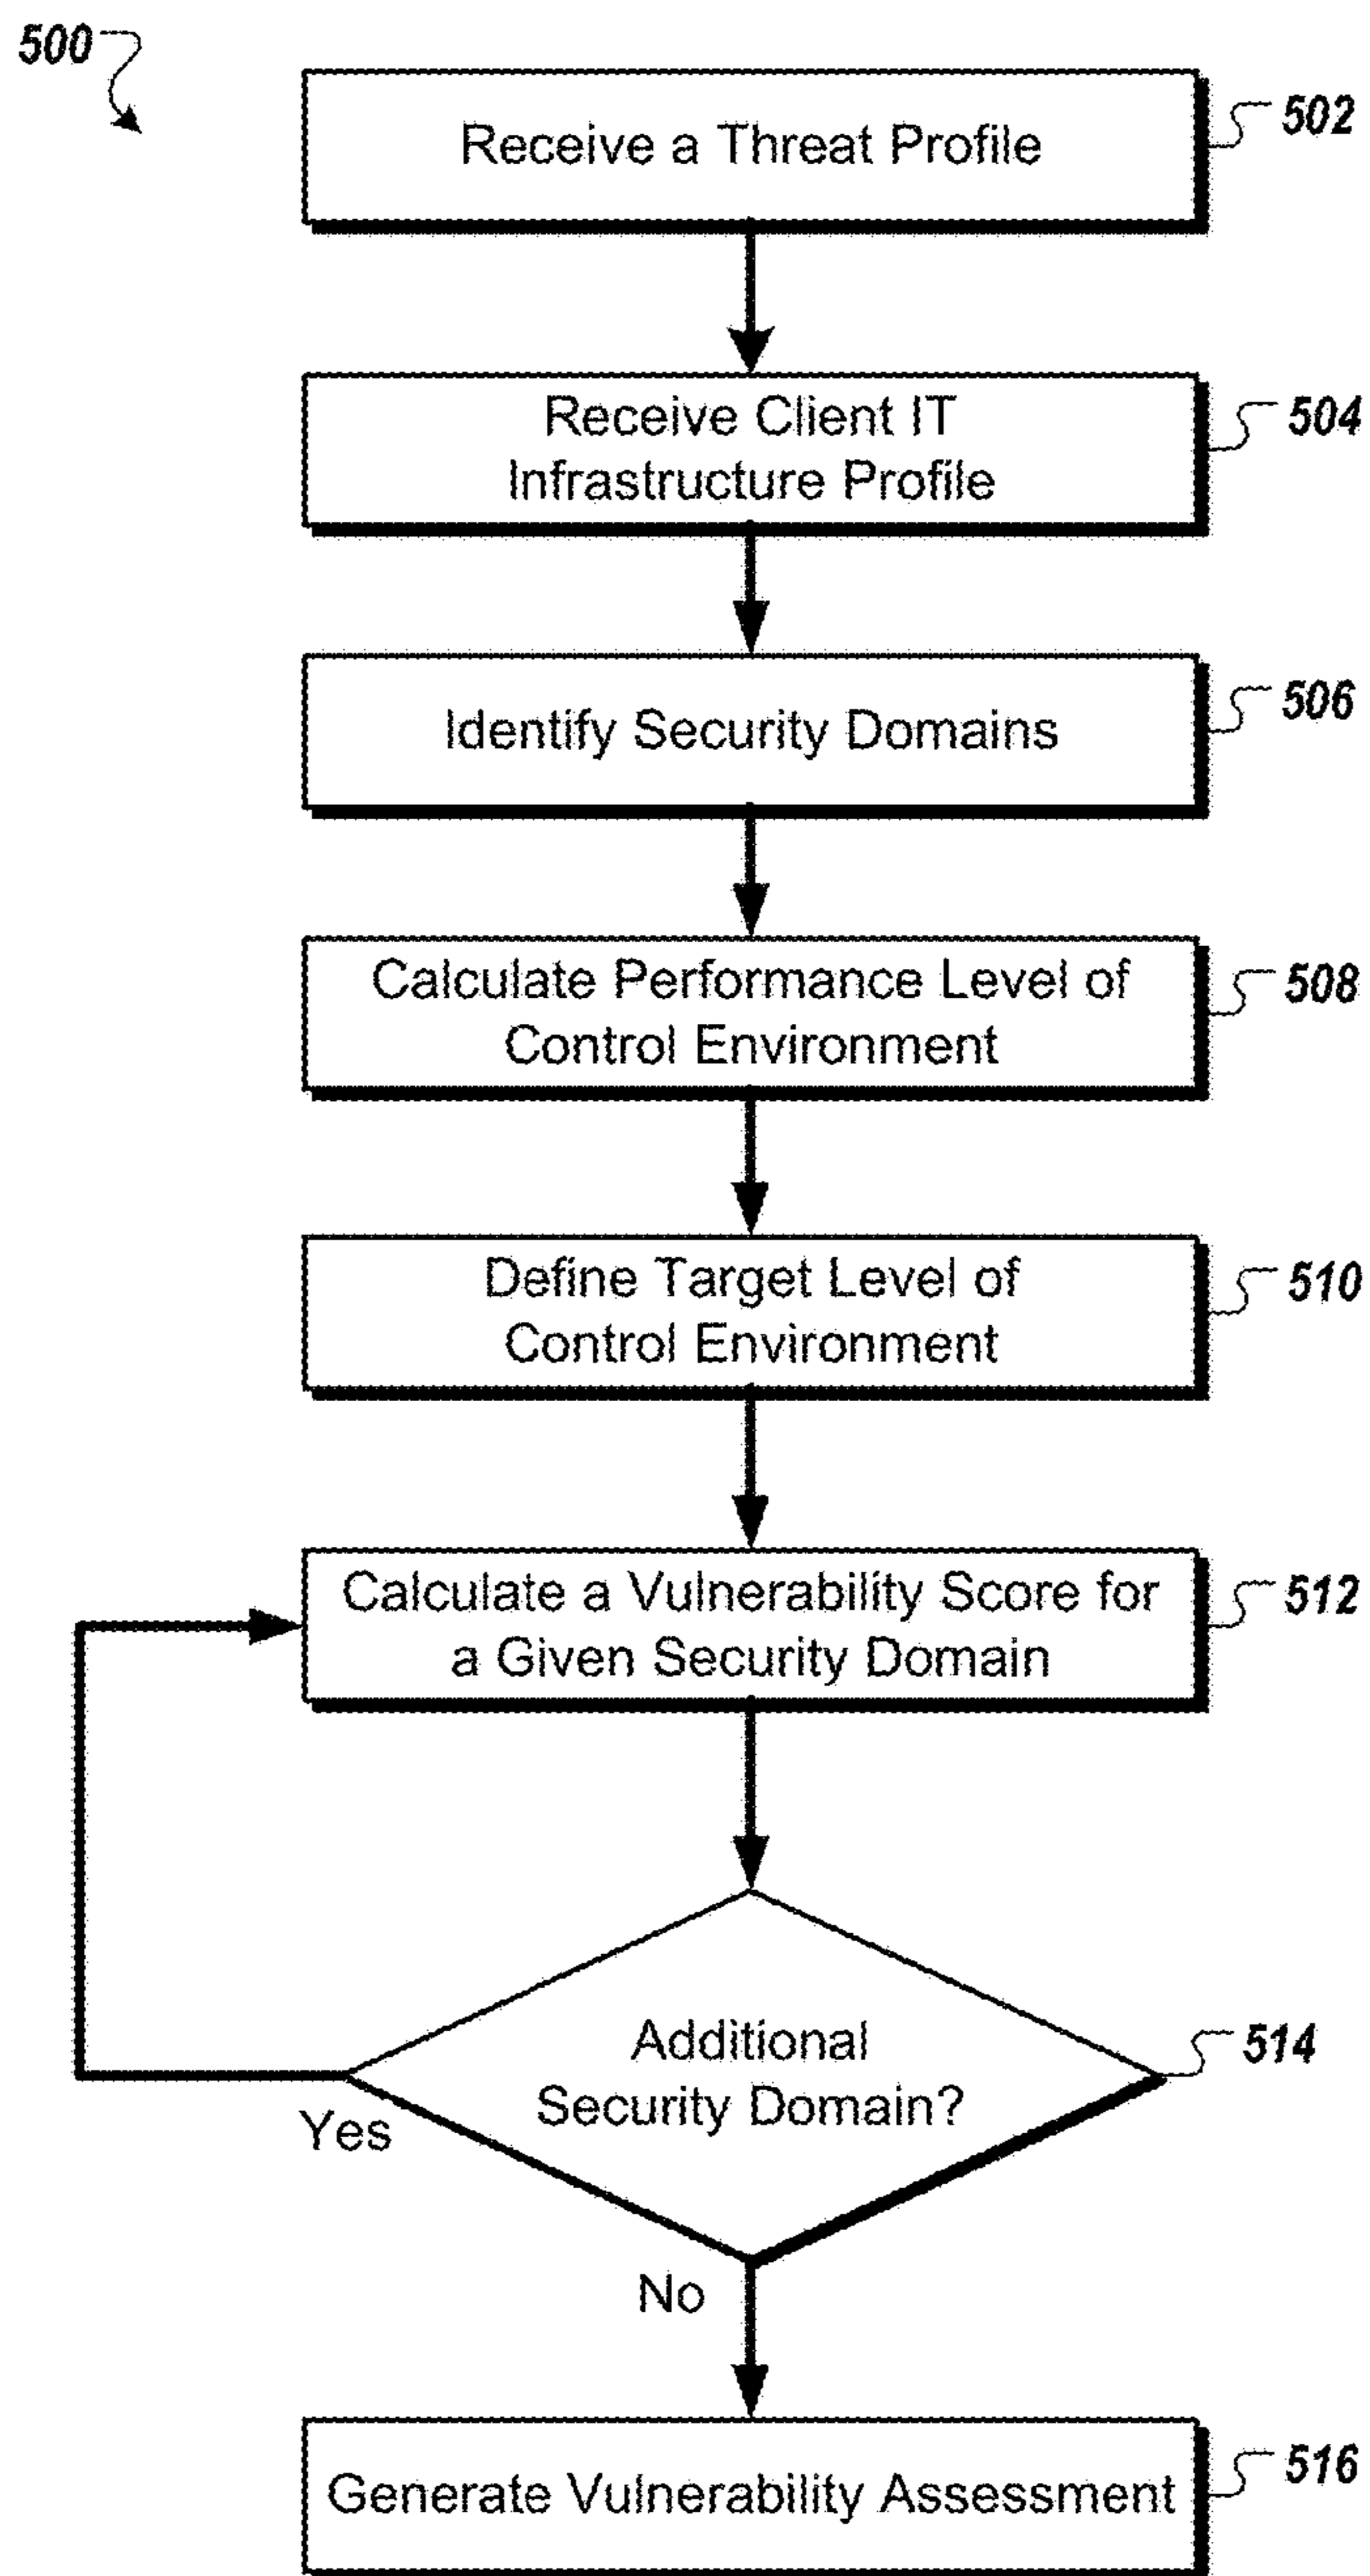 500
Receive a Threat Profile
502
Receive Client IT
Infrastructure Profile
504
Identify Security Domains
506
Calculate Performance Level of
Control Environment
508
Define Target Level of
Control Environment
510
Calculate a Vulnerability Score for
a Given Security Domain
512
Additional
Security Domain?
514
Yes
No
Generate Vulnerability Assessment
516